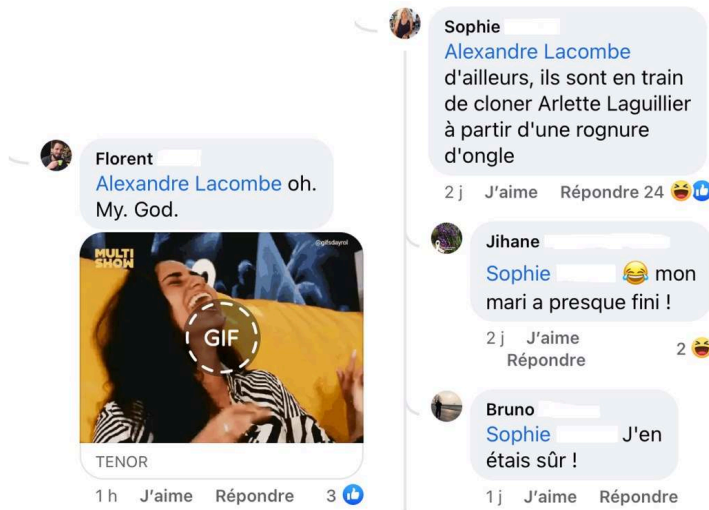 Florent
Alexandre Lacombe oh.
My. God.
MULTI
SHOW
@gifsdayrol
GIF
TENOR
1 h J'aime Répondre 3
Sophie
Alexandre Lacombe
d'ailleurs, ils sont en train
de cloner Arlette Laguillier
à partir d'une rognure
d'ongle
2 j J'aime Répondre 24
Jihane
Sophie 😂 mon
mari a presque fini !
2 j J'aime
Répondre
2
Bruno
Sophie J'en
étais sûr !
1 j J'aime Répondre